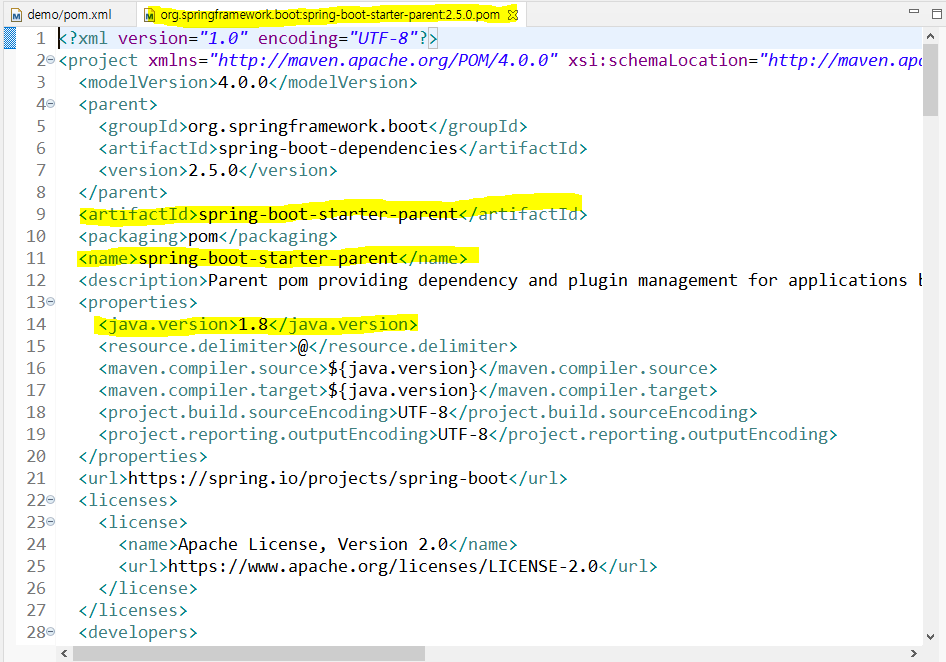 demo/pom.xml
org.springframework.boot:spring-boot-starter-parent:2.5.0.pom
1 <?xml version="1.0" encoding="UTF-8"?>
2 <project xmlns="http://maven.apache.org/POM/4.0.0" xsi:schemaLocation="http://maven.apo
3 <modelVersion>4.0.0</modelVersion>
4 <parent>
5 <groupId>org.springframework.boot</groupId>
6 <artifactId>spring-boot-dependencies</artifactId>
7 <version>2.5.0</version>
8 </parent>
9 <artifactId>spring-boot-starter-parent</artifactId>
10 <packaging>pom</packaging>
11 <name>spring-boot-starter-parent</name>
12 <description>Parent pom providing dependency and plugin management for applications b
13 <properties>
14 <java.version>1.8</java.version>
15 <resource.delimiter>@</resource.delimiter>
16 <maven.compiler.source>${java.version}</maven.compiler.source>
17 <maven.compiler.target>${java.version}</maven.compiler.target>
18 <project.build.sourceEncoding>UTF-8</project.build.sourceEncoding>
19 <project.reporting.outputEncoding>UTF-8</project.reporting.outputEncoding>
20 </properties>
21 <url>https://spring.io/projects/spring-boot</url>
22 <licenses>
23 <license>
24 <name>Apache License, Version 2.0</name>
25 <url>https://www.apache.org/licenses/LICENSE-2.0</url>
26 </license>
27 </licenses>
28 <developers>